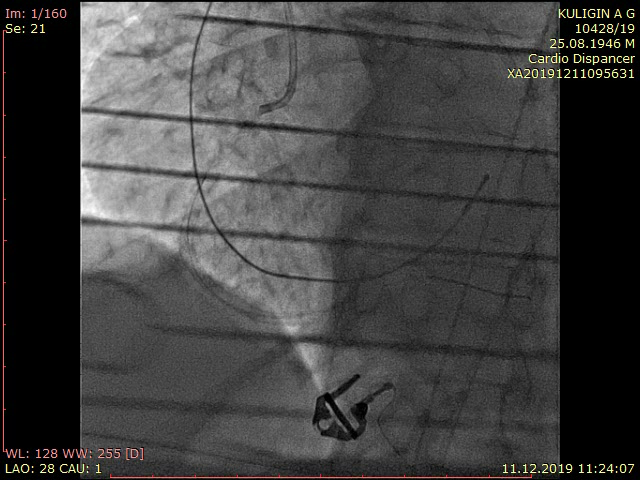 Im: 1/160
Se: 21
KULIGIN A G
10428/19
25.08.1946 M
Cardio Dispancer
XA20191211095631
WL: 128 WW: 255 [D]
LAO: 28 CAU: 1
11.12.2019 11:24:07